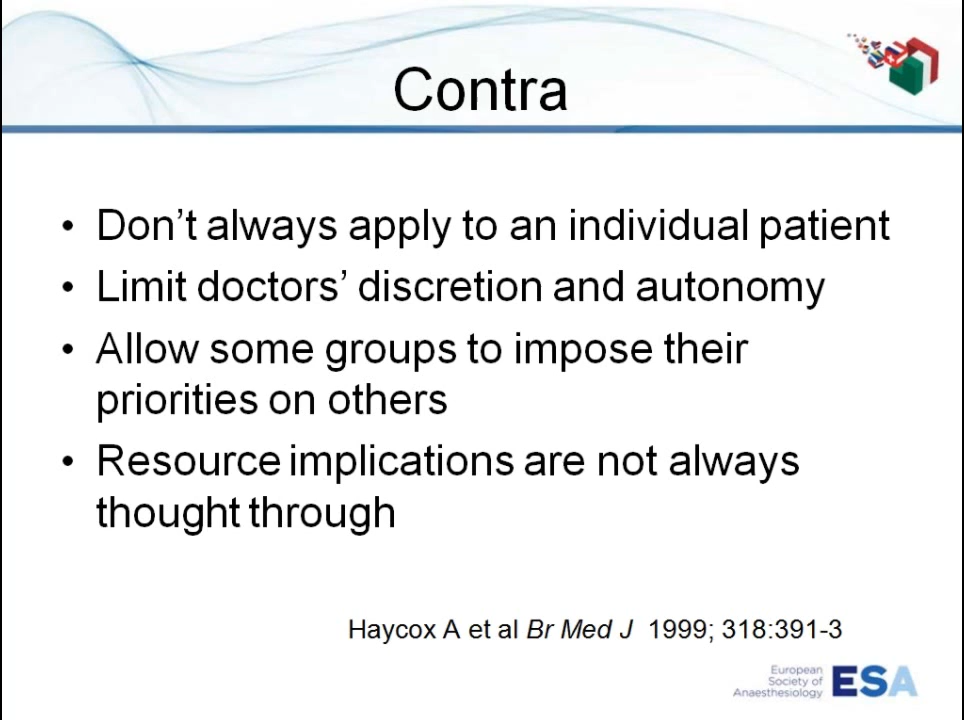 Contra
• Don’t always apply to an individual patient
• Limit doctors’ discretion and autonomy
• Allow some groups to impose their
priorities on others
• Resource implications are not always
thought through
Haycox A et al Br Med J 1999; 318:391-3
European
Society of
Anaesthesiology
ESA